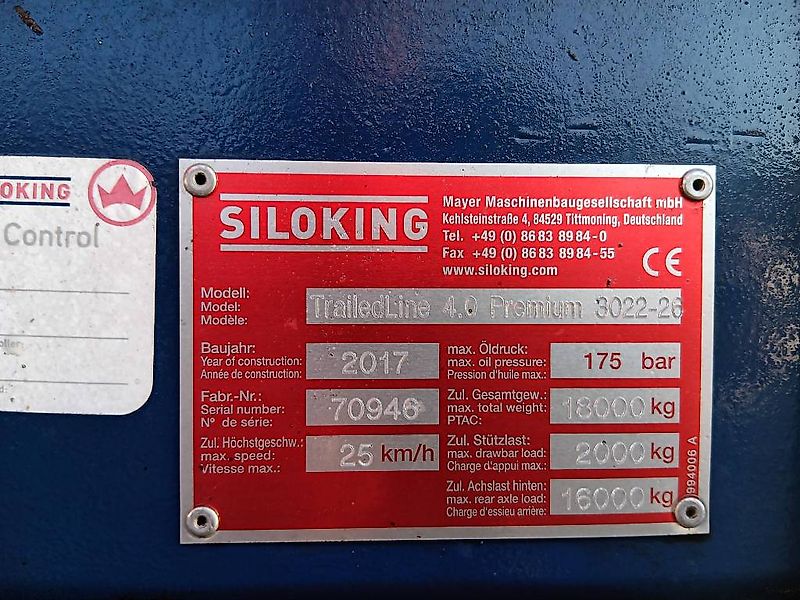 LOKING
Control
oller:
d:
SILOKING
Mayer Maschinenbaugesellschaft mbH
Kehlsteinstraße 4, 84529 Tittmoning, Deutschland
Tel. +49 (0) 86 83 89 84-0
Fax +49 (0) 86 83 89 84-55
www.siloking.com
CE
Modell:
Model:
Modèle:
TrailedLine 4.0 Premium 3022-26
Baujahr:
Year of construction:
Année de construction:
2017
max. Öldruck:
max. oil pressure:
Pression d'huile max.:
175 bar
Fabr.-Nr.:
Serial number:
N° de série:
70946
Zul. Gesamtgew.:
max. total weight:
PTAC:
18000 kg
Zul. Höchstgeschw.:
max. speed:
Vitesse max.:
25 km/h
Zul. Stützlast:
max. drawbar load:
Charge d'appui max.:
2000 kg
Zul. Achslast hinten:
max. rear axle load:
Charge d'essieu arrière:
16000 kg
994006 A